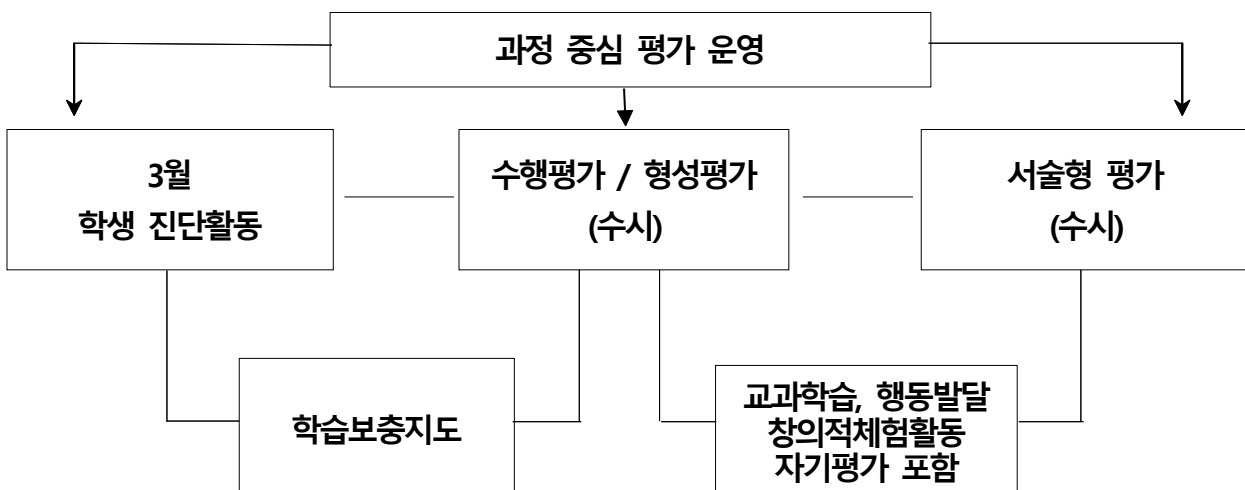 과정 중심 평가 운영
3월
학생 진단활동
수행평가 / 형성평가
(수시)
서술형 평가
(수시)
학습보충지도
교과학습, 행동발달
창의적체험활동
자기평가 포함